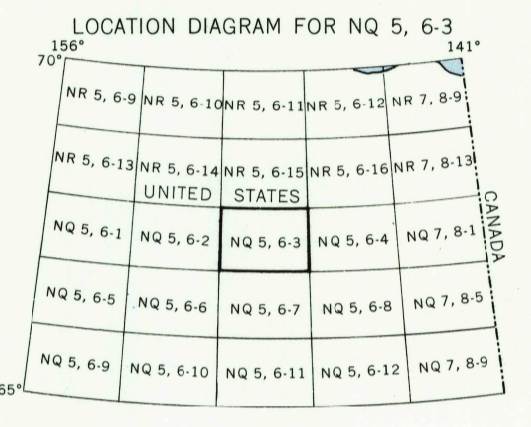 LOCATION DIAGRAM FOR NQ 5, 6-3
156° 141°
70°
NR 5, 6-9 NR 5, 6-10 NR 5, 6-11 NR 5, 6-12 NR 7, 8-9
NR 5, 6-13 NR 5, 6-14 NR 5, 6-15 NR 5, 6-16 NR 7, 8-13
UNITED STATES
CANADA
NQ 5, 6-1 NQ 5, 6-2 NQ 5, 6-3 NQ 5, 6-4 NQ 7, 8-1
NQ 5, 6-5 NQ 5, 6-6 NQ 5, 6-7 NQ 5, 6-8 NQ 7, 8-5
NQ 5, 6-9 NQ 5, 6-10 NQ 5, 6-11 NQ 5, 6-12 NQ 7, 8-9
65°